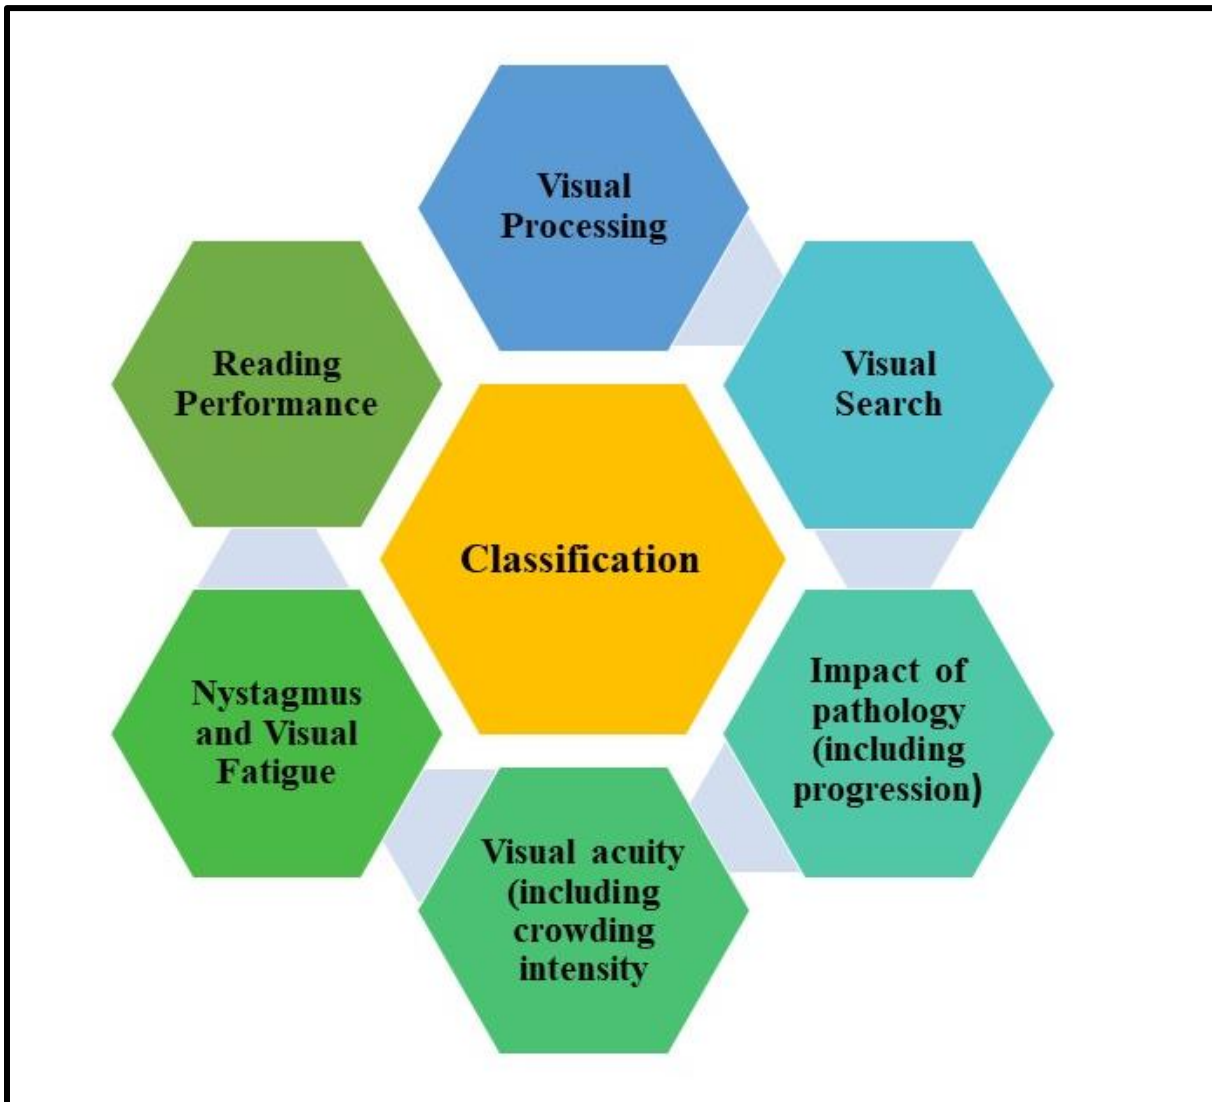 Visual
Processing
Visual
Search
Impact of
pathology
(including
progression)
Visual acuity
(including
crowding
intensity
Nystagmus
and Visual
Fatigue
Reading
Performance
Classification